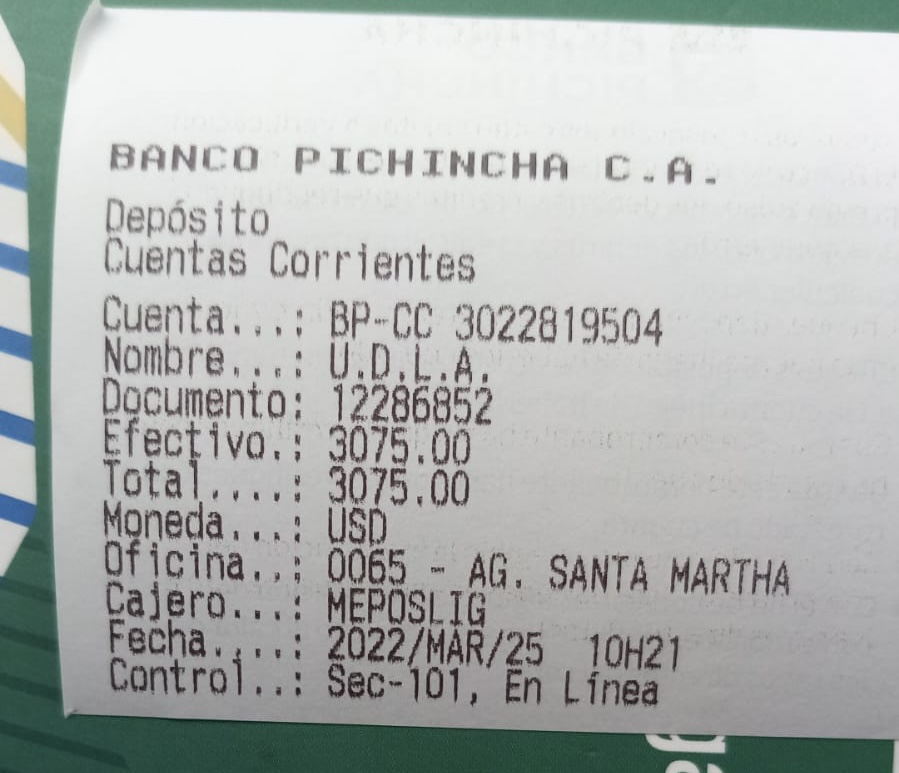 BANCO PICHINCHA C.A.
Depósito
Cuentas Corrientes
Cuenta...: BP-CC 3022819504
Nombre...: U.D.L.A.
Documento: 12286852
Efectivo.: 3075.00
Total....: 3075.00
Moneda...: USD
Oficina..: 0065 - AG. SANTA MARTHA
Cajero...: MEPOSLIG
Fecha....: 2022/MAR/25 10H21
Control..: Sec-101, En Línea